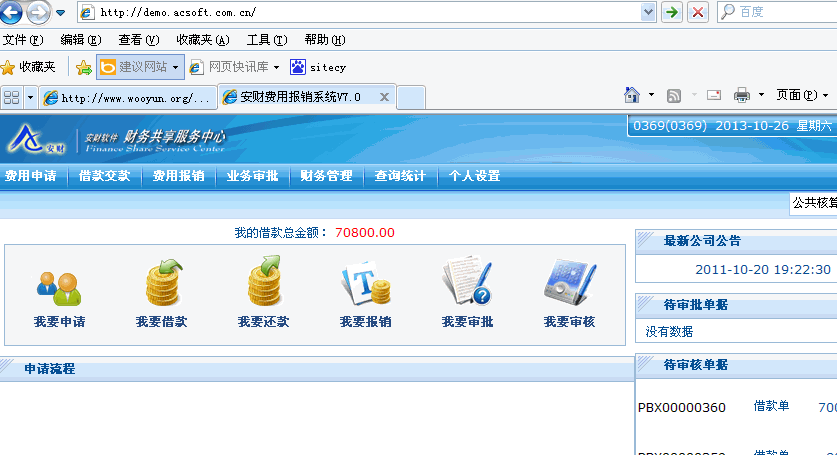 http://demo.acsoft.com.cn/ 百度
文件(F) 编辑(E) 查看(V) 收藏夹(A) 工具(T) 帮助(H)
收藏夹 建议网站 网页快讯库 sitecy
http://www.wooyun.org/... 安财费用报销系统V7.0 页面(P)
安财 安财软件 财务共享服务中心 0369(0369) 2013-10-26 星期六
Finance Share Service Center
费用申请 借款交款 费用报销 业务审批 财务管理 查询统计 个人设置
公共核算
我的借款总金额： 70800.00
最新公司公告
2011-10-20 19:22:30
我要申请 我要借款 我要还款 我要报销 我要审批 我要审核
待审批单据
没有数据
申请流程
待审核单据
PBX00000360 借款单 700